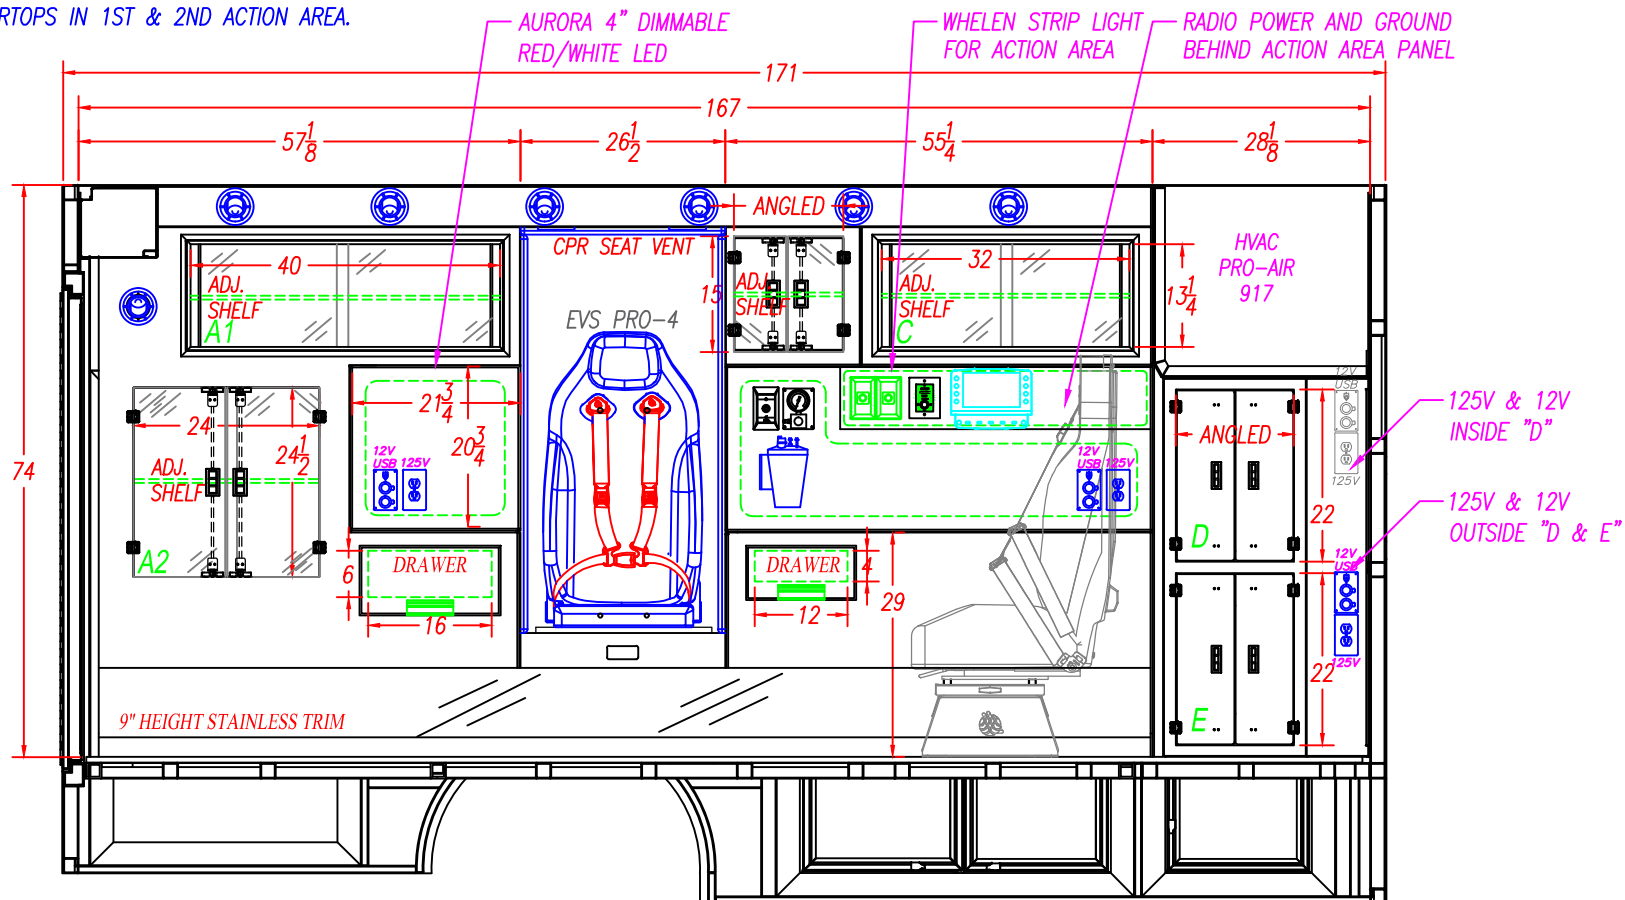 RTOPS IN 1ST & 2ND ACTION AREA.
AURORA 4" DIMMABLE
RED/WHITE LED
WHELEN STRIP LIGHT
FOR ACTION AREA
RADIO POWER AND GROUND
BEHIND ACTION AREA PANEL
171
167
57 1/8
26 1/2
55 1/4
28 1/8
ANGLED
CPR SEAT VENT
HVAC
PRO-AIR
917
40
ADJ.
SHELF
A1
15
ADJ.
SHELF
32
ADJ.
SHELF
C
13 1/4
EVS PRO-4
74
24
24 1/2
ADJ.
SHELF
A2
21 3/4
20 3/4
12V
USB
125V
12V
USB
125V
12V
USB
125V
ANGLED
22
D
125V & 12V
INSIDE "D"
125V & 12V
OUTSIDE "D & E"
12V
USB
125V
22
E
DRAWER
6
16
DRAWER
4
12
29
9" HEIGHT STAINLESS TRIM